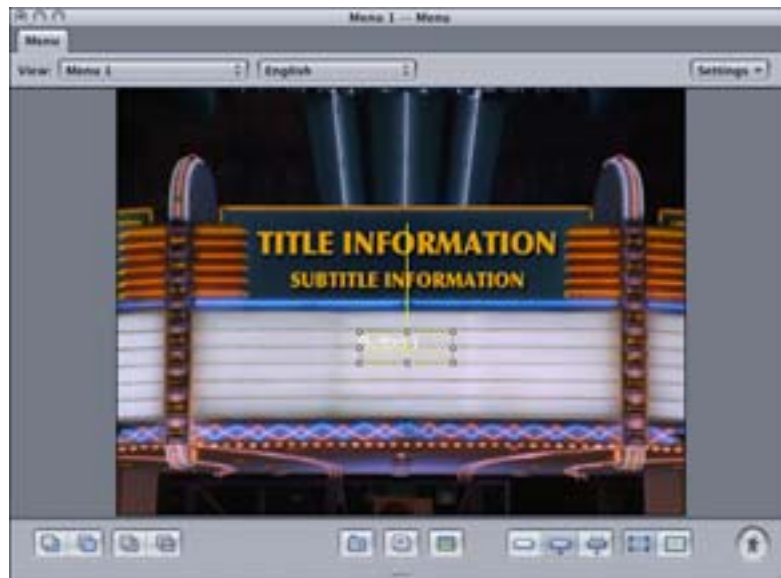 Menu 1 — Menu
Menu
View: Menu 1 English Settings
TITLE INFORMATION
SUBTITLE INFORMATION